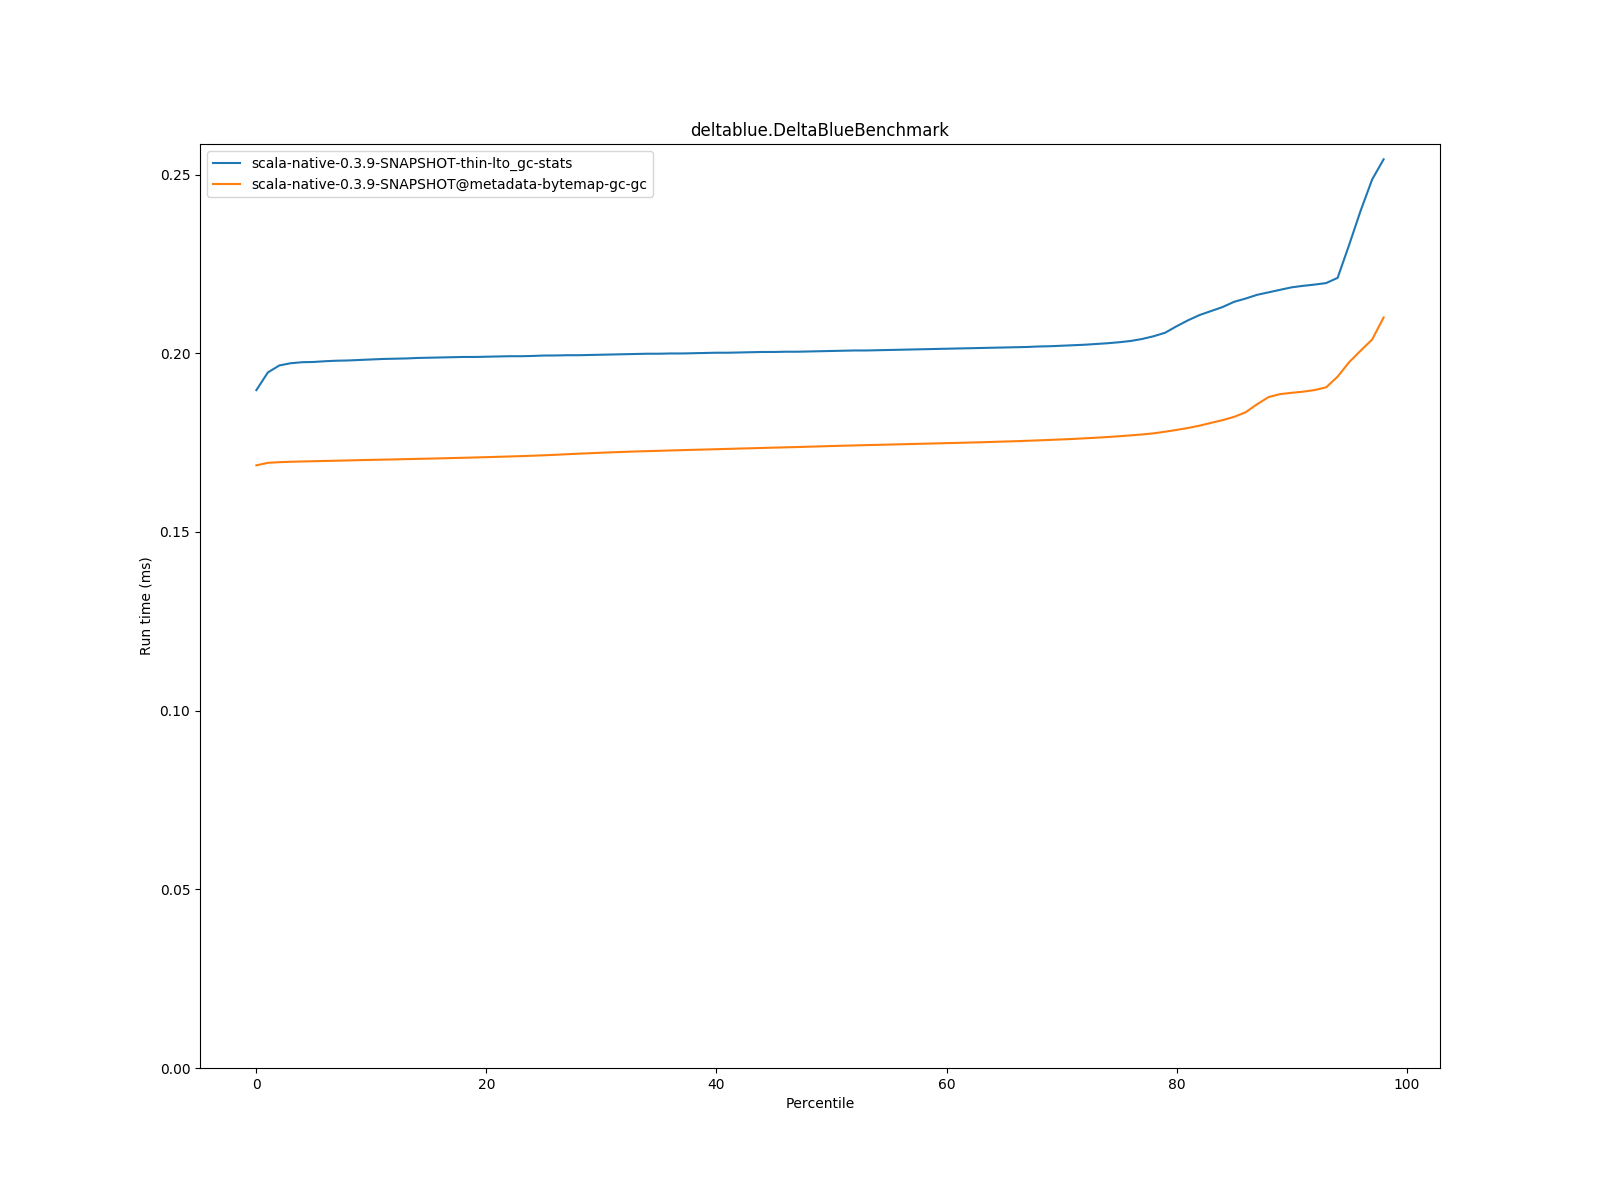 deltablue.DeltaBlueBenchmark
scala-native-0.3.9-SNAPSHOT-thin-lto_gc-stats
scala-native-0.3.9-SNAPSHOT@metadata-bytemap-gc-gc
0.25
0.20
0.15
0.10
0.05
0.00
Run time (ms)
0 20 40 60 80 100
Percentile